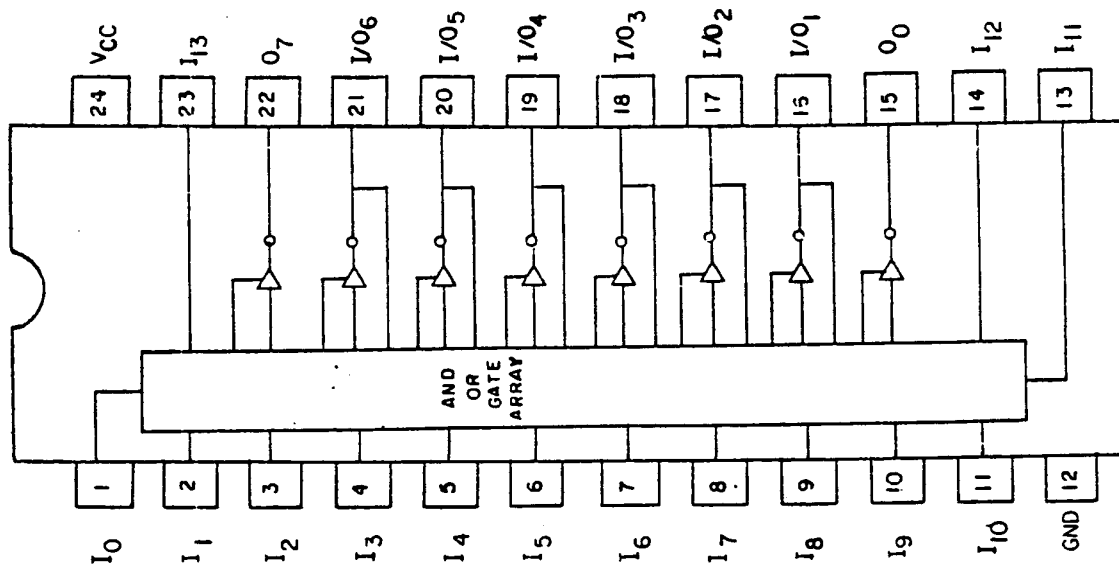 VCC I13 O7 I/O6 I/O5 I/O4 I/O3 I/O2 I/O1 O0 I12 I11
24 23 22 21 20 19 18 17 16 15 14 13
AND
OR
GATE
ARRAY
1 2 3 4 5 6 7 8 9 10 11 12
I0 I1 I2 I3 I4 I5 I6 I7 I8 I9 I10 GND